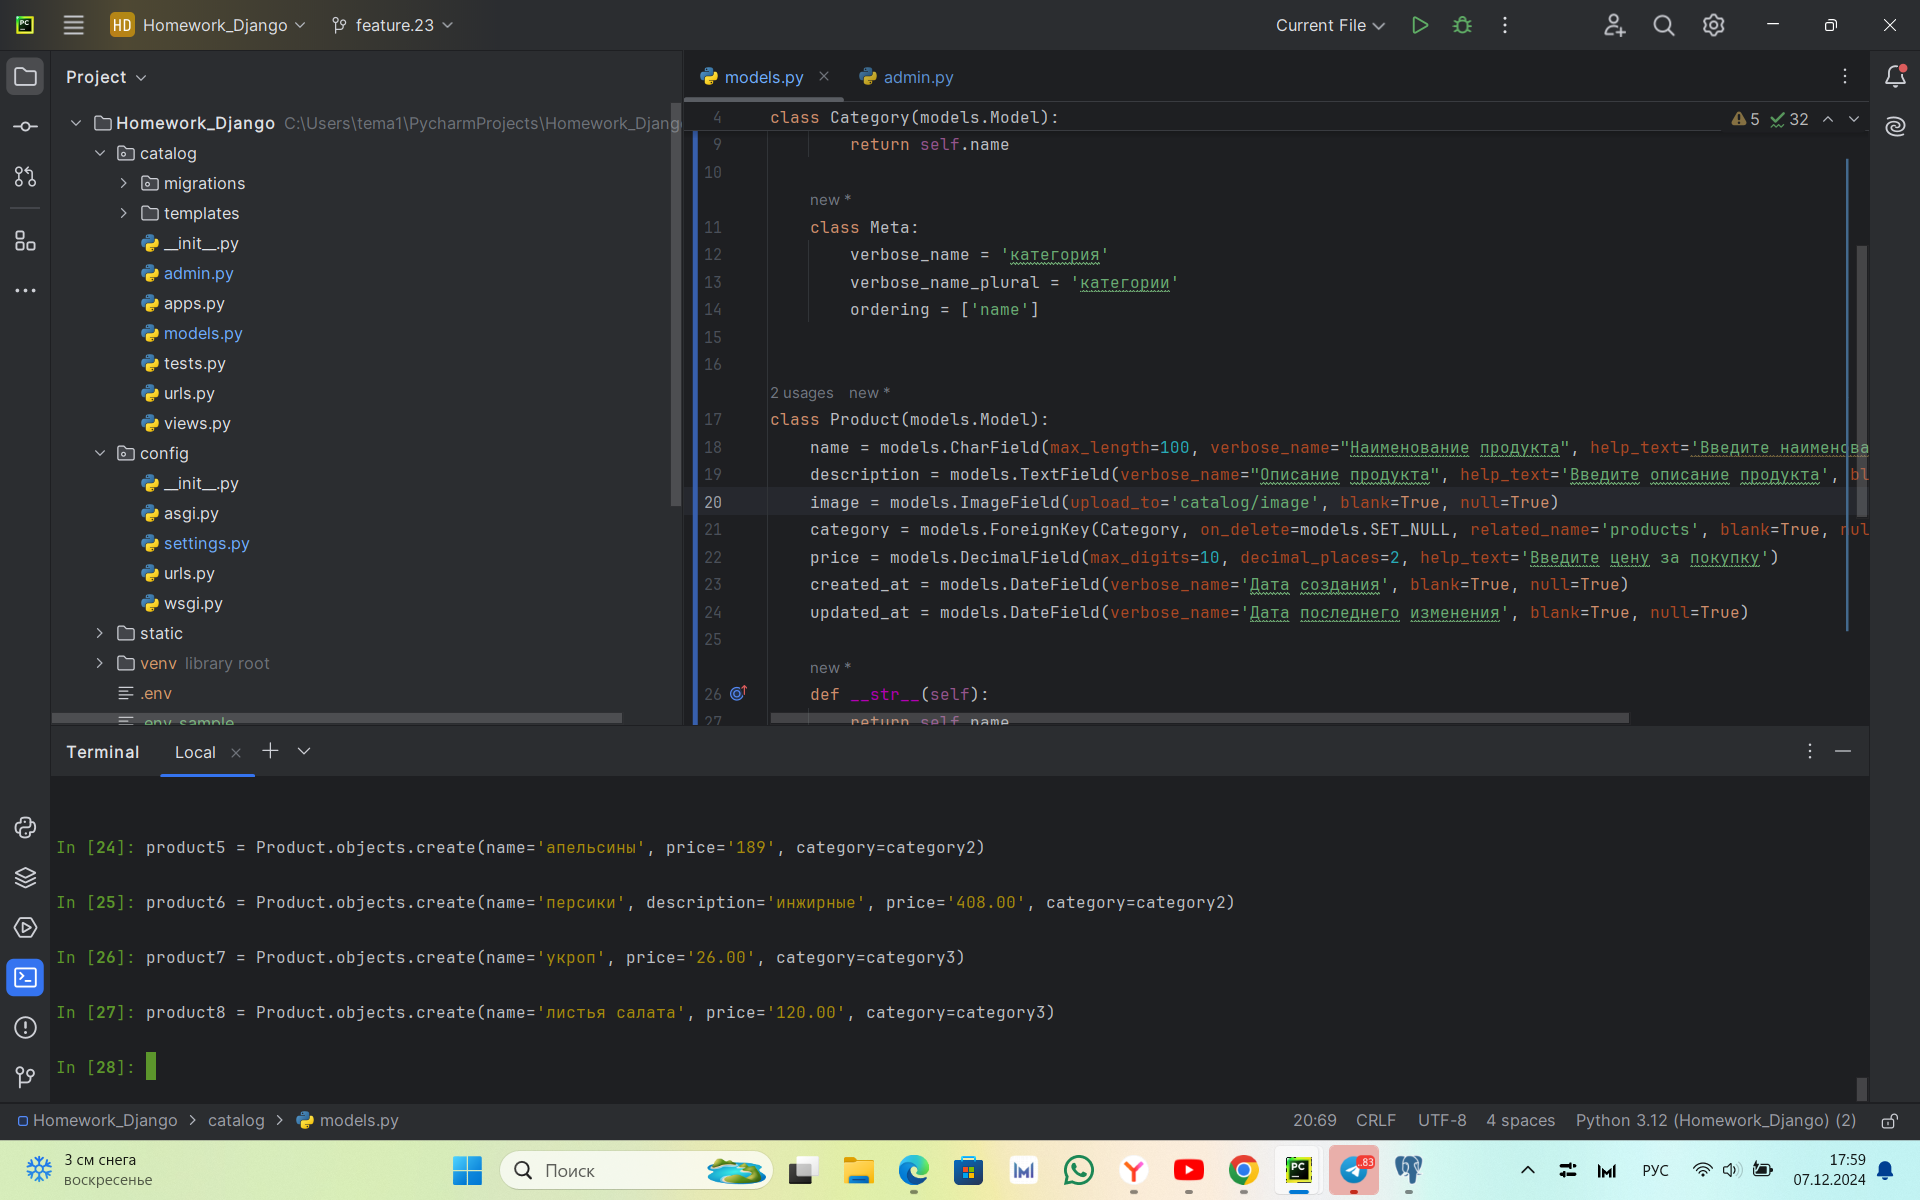 HD Homework_Django feature.23 Current File
Project
models.py admin.py
Homework_Django C:\Users\tema1\PycharmProjects\Homework_Djang
catalog
migrations
templates
__init__.py
admin.py
apps.py
models.py
tests.py
urls.py
views.py
config
__init__.py
asgi.py
settings.py
urls.py
wsgi.py
static
venv library root
.env
.env_sample
4 class Category(models.Model): 5 32
9 return self.name
10
new *
11 class Meta:
12 verbose_name = 'категория'
13 verbose_name_plural = 'категории'
14 ordering = ['name']
15
16
2 usages new *
17 class Product(models.Model):
18 name = models.CharField(max_length=100, verbose_name="Наименование продукта", help_text='Введите наименова
19 description = models.TextField(verbose_name="Описание продукта", help_text='Введите описание продукта', bl
20 image = models.ImageField(upload_to='catalog/image', blank=True, null=True)
21 category = models.ForeignKey(Category, on_delete=models.SET_NULL, related_name='products', blank=True, nul
22 price = models.DecimalField(max_digits=10, decimal_places=2, help_text='Введите цену за покупку')
23 created_at = models.DateField(verbose_name='Дата создания', blank=True, null=True)
24 updated_at = models.DateField(verbose_name='Дата последнего изменения', blank=True, null=True)
25
new *
26 def __str__(self):
27 return self.name
Terminal Local
In [24]: product5 = Product.objects.create(name='апельсины', price='189', category=category2)
In [25]: product6 = Product.objects.create(name='персики', description='инжирные', price='408.00', category=category2)
In [26]: product7 = Product.objects.create(name='укроп', price='26.00', category=category3)
In [27]: product8 = Product.objects.create(name='листья салата', price='120.00', category=category3)
In [28]:
Homework_Django > catalog > models.py 20:69 CRLF UTF-8 4 spaces Python 3.12 (Homework_Django) (2)
3 см снега
воскресенье
Поиск
РУС
17:59
07.12.2024